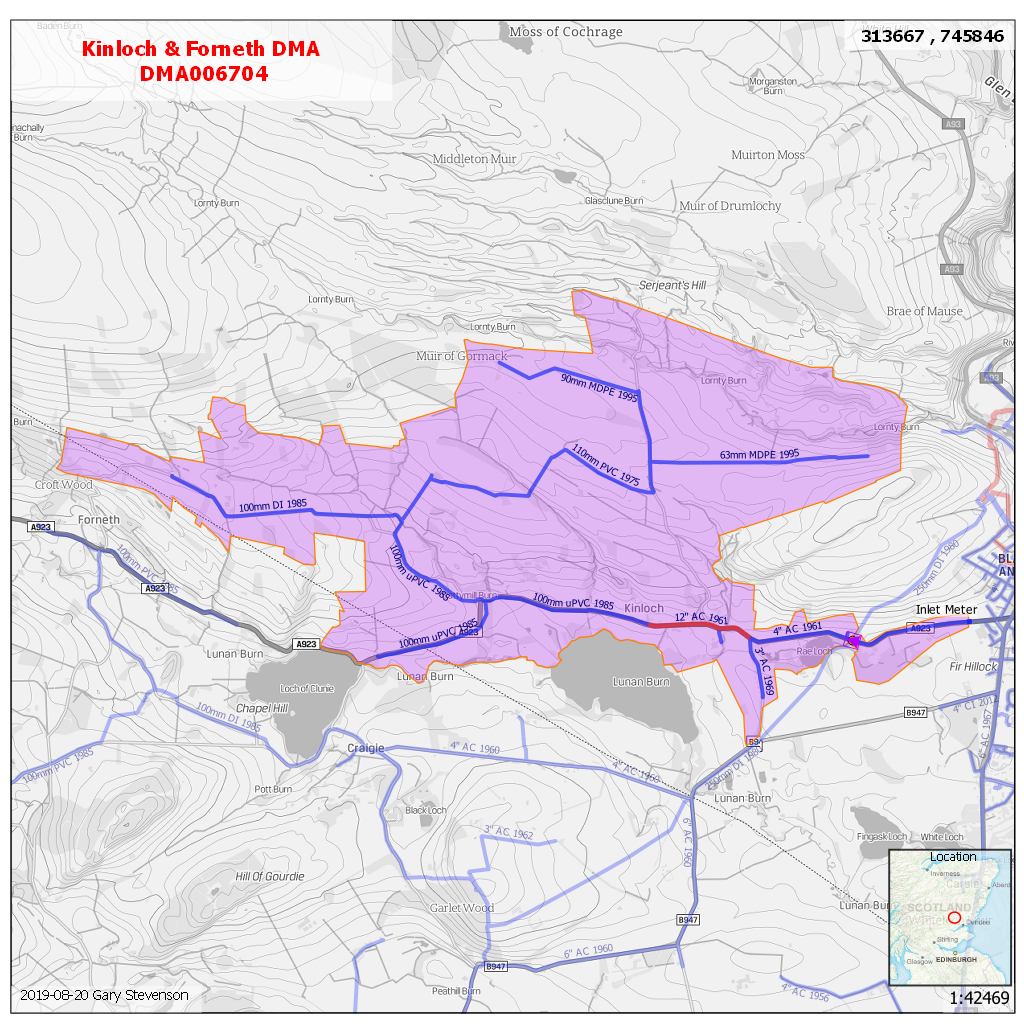 Baden Burn
Kinloch & Forneth DMA
DMA006704
Moss of Cochrage
White Hill
313667 , 745846
Morganston
Burn
Glen
A93
nachally
Burn
Middleton Muir
Muirton Moss
Glasclune Burn
Lornty Burn
Muir of Drumlochy
A93
Serjeant's Hill
Lornty Burn
Brae of Mause
Lornty Burn
Muir of Gormack
A93
90mm MDPE 1995
Lornty Burn
Burn
Lornty Burn
110mm PVC 1975
63mm MDPE 1995
Croft Wood
100mm DI 1985
Forneth
A923
100mm PVC 1985
A923
100mm uPVC 1985
250mm DI 1980
BL
AN
100mm uPVC 1985
Kinloch
12" AC 1961
4" AC 1961
Inlet Meter
A923
100mm uPVC 1985
A923
A923
Lunan Burn
Rae Loch
3" AC 1969
Fir Hillock
Lunan Burn
Lunan Burn
Loch of Clunie
Chapel Hill
100mm DI 1985
B947
4" CI 2012
6" AC 1967
Craigie
4" AC 1960
4" AC 1960
250mm DI
100mm PVC 1985
Pott Burn
Lunan Burn
Black Loch
3" AC 1962
6" AC 1960
Fingask Loch
White Loch
Hill Of Gourdie
Garlet Wood
Lunan Burn
B947
6" AC 1960
B947
Peathill Burn
4" AC 1956
Location
Inverness
SCOTLAND
Dundee
Stirling
Glasgow
EDINBURGH
2019-08-20 Gary Stevenson
1:42469